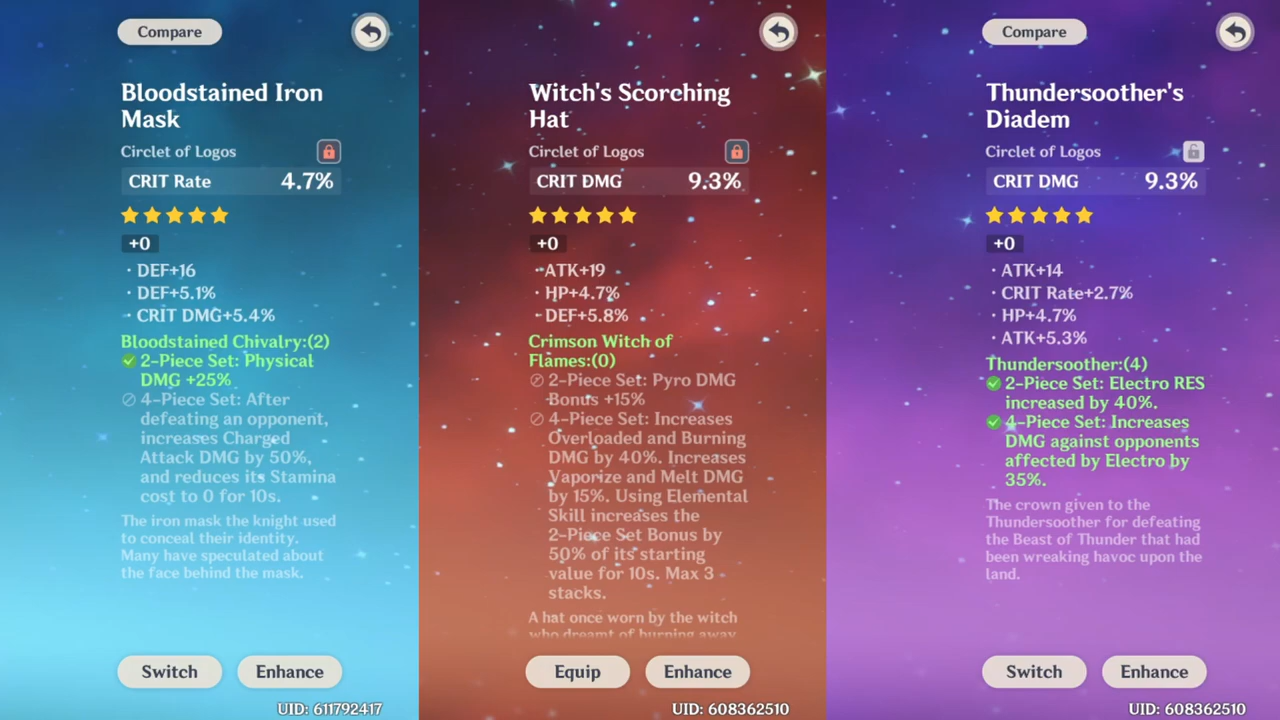 Compare
Bloodstained Iron
Mask
Circlet of Logos
CRIT Rate 4.7%
+0
· DEF+16
· DEF+5.1%
· CRIT DMG+5.4%
Bloodstained Chivalry:(2)
2-Piece Set: Physical
DMG +25%
4-Piece Set: After
defeating an opponent,
increases Charged
Attack DMG by 50%,
and reduces its Stamina
cost to 0 for 10s.
The iron mask the knight used
to conceal their identity.
Many have speculated about
the face behind the mask.
Switch Enhance
UID: 611792417
Witch's Scorching
Hat
Circlet of Logos
CRIT DMG 9.3%
+0
· ATK+19
· HP+4.7%
· DEF+5.8%
Crimson Witch of
Flames:(0)
2-Piece Set: Pyro DMG
Bonus +15%
4-Piece Set: Increases
Overloaded and Burning
DMG by 40%. Increases
Vaporize and Melt DMG
by 15%. Using Elemental
Skill increases the
2-Piece Set Bonus by
50% of its starting
value for 10s. Max 3
stacks.
A hat once worn by the witch
who dreamt of burning away
Equip Enhance
UID: 608362510
Compare
Thundersoother's
Diadem
Circlet of Logos
CRIT DMG 9.3%
+0
· ATK+14
· CRIT Rate+2.7%
· HP+4.7%
· ATK+5.3%
Thundersoother:(4)
2-Piece Set: Electro RES
increased by 40%.
4-Piece Set: Increases
DMG against opponents
affected by Electro by
35%.
The crown given to the
Thundersoother for defeating
the Beast of Thunder that had
been wreaking havoc upon the
land.
Switch Enhance
UID: 608362510